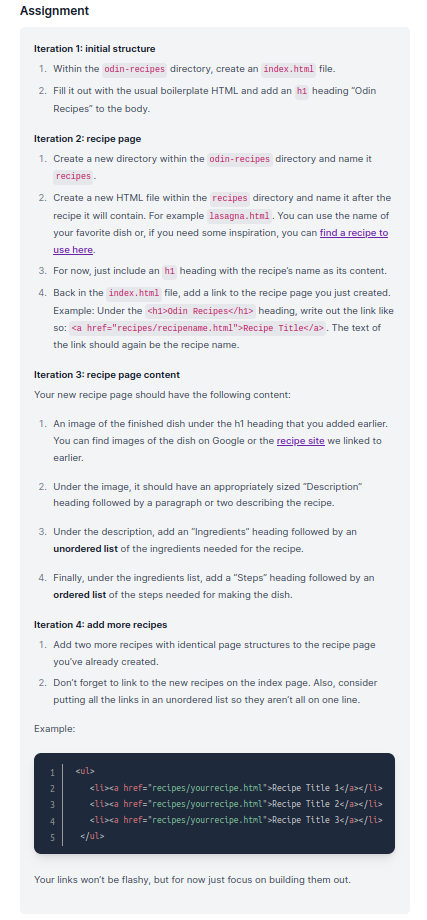 Assignment
Iteration 1: initial structure
1. Within the odin-recipes directory, create an index.html file.
2. Fill it out with the usual boilerplate HTML and add an h1 heading “Odin
Recipes” to the body.
Iteration 2: recipe page
1. Create a new directory within the odin-recipes directory and name it
recipes.
2. Create a new HTML file within the recipes directory and name it after the
recipe it will contain. For example lasagna.html. You can use the name of
your favorite dish or, if you need some inspiration, you can find a recipe to
use here.
3. For now, just include an h1 heading with the recipe’s name as its content.
4. Back in the index.html file, add a link to the recipe page you just created.
Example: Under the <h1>Odin Recipes</h1> heading, write out the link like
so: <a href="recipes/recipename.html">Recipe Title</a>. The text of
the link should again be the recipe name.
Iteration 3: recipe page content
Your new recipe page should have the following content:
1. An image of the finished dish under the h1 heading that you added earlier.
You can find images of the dish on Google or the recipe site we linked to
earlier.
2. Under the image, it should have an appropriately sized “Description”
heading followed by a paragraph or two describing the recipe.
3. Under the description, add an “Ingredients” heading followed by an
unordered list of the ingredients needed for the recipe.
4. Finally, under the ingredients list, add a “Steps” heading followed by an
ordered list of the steps needed for making the dish.
Iteration 4: add more recipes
1. Add two more recipes with identical page structures to the recipe page
you’ve already created.
2. Don’t forget to link to the new recipes on the index page. Also, consider
putting all the links in an unordered list so they aren’t all on one line.
Example:
1 <ul>
2 <li><a href="recipes/yourrecipe.html">Recipe Title 1</a></li>
3 <li><a href="recipes/yourrecipe.html">Recipe Title 2</a></li>
4 <li><a href="recipes/yourrecipe.html">Recipe Title 3</a></li>
5 </ul>
Your links won’t be flashy, but for now just focus on building them out.